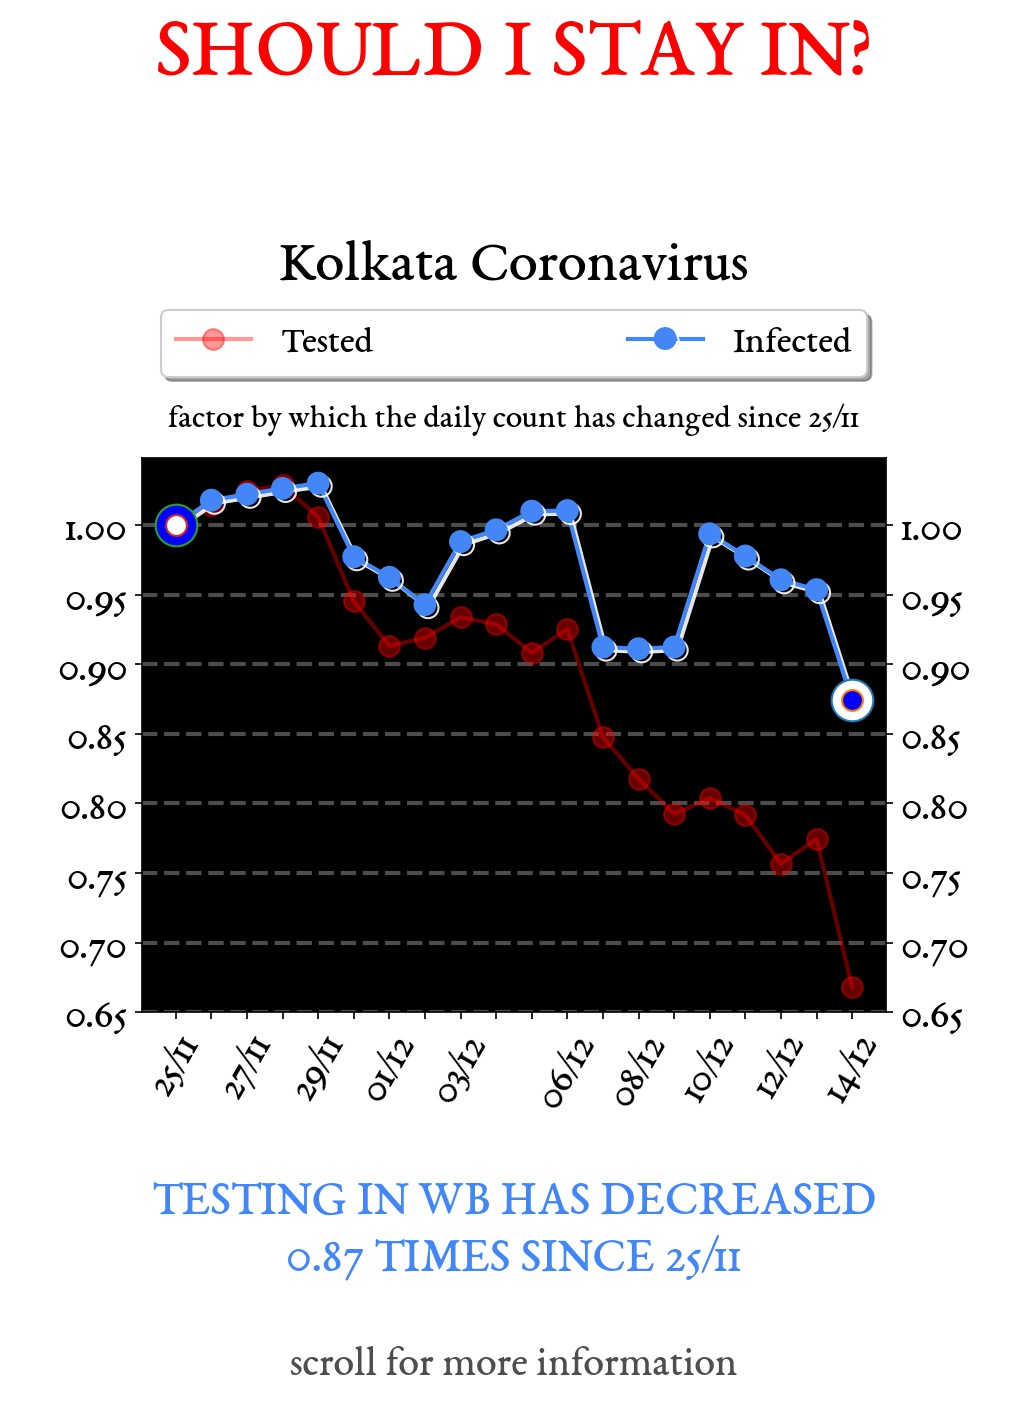 SHOULD I STAY IN?
Kolkata Coronavirus
Tested Infected
factor by which the daily count has changed since 25/11
1.00 1.00
0.95 0.95
0.90 0.90
0.85 0.85
0.80 0.80
0.75 0.75
0.70 0.70
0.65 0.65
25/11 27/11 29/11 01/12 03/12 06/12 08/12 10/12 12/12 14/12
TESTING IN WB HAS DECREASED
0.87 TIMES SINCE 25/11
scroll for more information